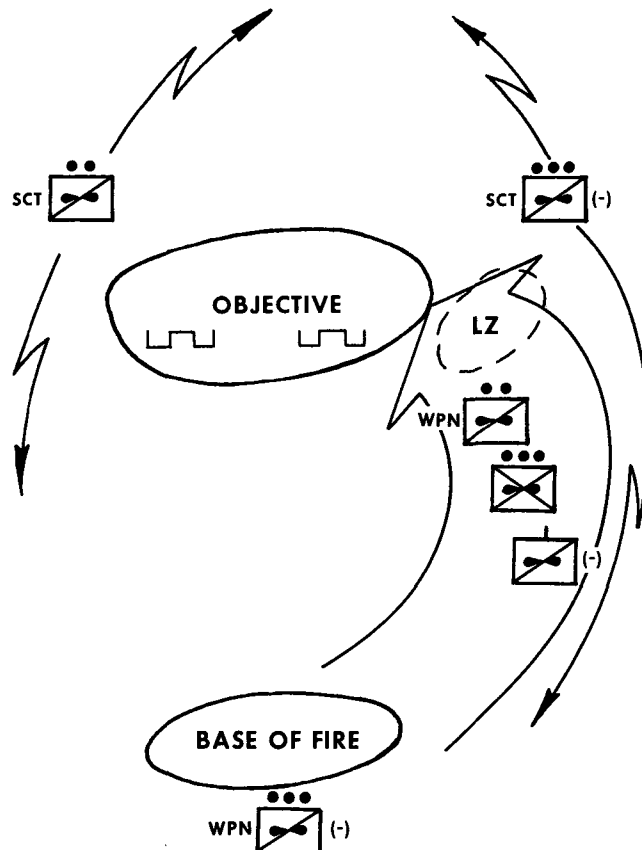 SCT
SCT (-)
OBJECTIVE
LZ
WPN
(-)
BASE OF FIRE
WPN (-)